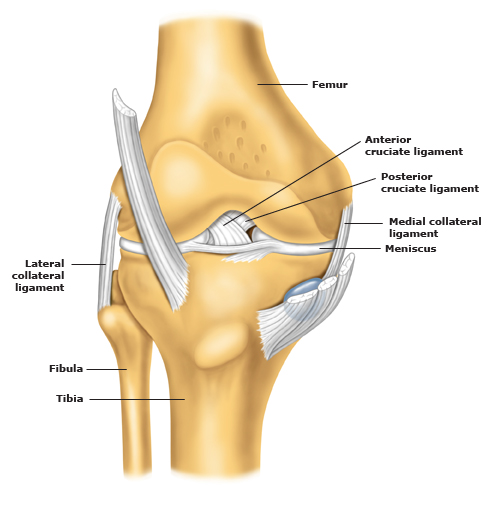 Femur
Anterior
cruciate ligament
Posterior
cruciate ligament
Medial collateral
ligament
Meniscus
Lateral
collateral
ligament
Fibula
Tibia